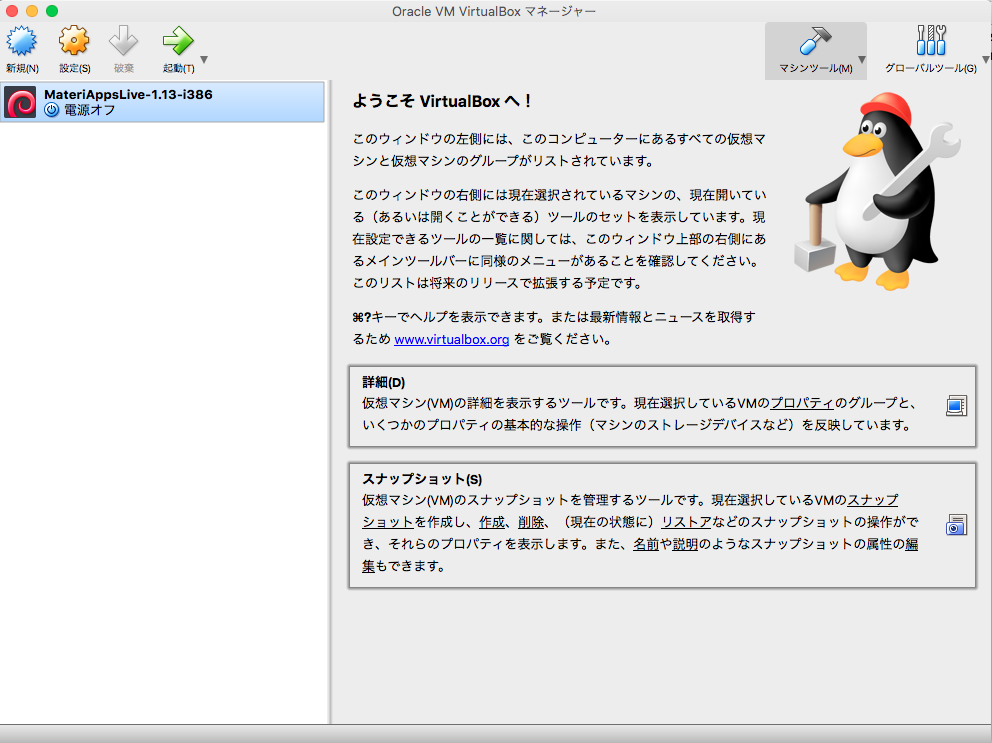 Oracle VM VirtualBox マネージャー
新規(N) 設定(S) 破棄 起動(T) マシンツール(M) グローバルツール(G)
MateriAppsLive-1.13-i386
電源オフ
ようこそ VirtualBox へ！
このウィンドウの左側には、このコンピューターにあるすべての仮想マ
シンと仮想マシンのグループがリストされています。
このウィンドウの右側には現在選択されているマシンの、現在開いてい
る（あるいは開くことができる）ツールのセットを表示しています。現
在設定できるツールの一覧に関しては、このウィンドウ上部の右側にあ
るメインツールバーに同様のメニューがあることを確認してください。
このリストは将来のリリースで拡張する予定です。
⌘?キーでヘルプを表示できます。または最新情報とニュースを取得す
るため www.virtualbox.org をご覧ください。
詳細(D)
仮想マシン(VM)の詳細を表示するツールです。現在選択しているVMのプロパティのグループと、
いくつかのプロパティの基本的な操作（マシンのストレージデバイスなど）を反映しています。
スナップショット(S)
仮想マシン(VM)のスナップショットを管理するツールです。現在選択しているVMのスナップ
ショットを作成し、作成、削除、（現在の状態に）リストアなどのスナップショットの操作がで
き、それらのプロパティを表示します。また、名前や説明のようなスナップショットの属性の編
集もできます。